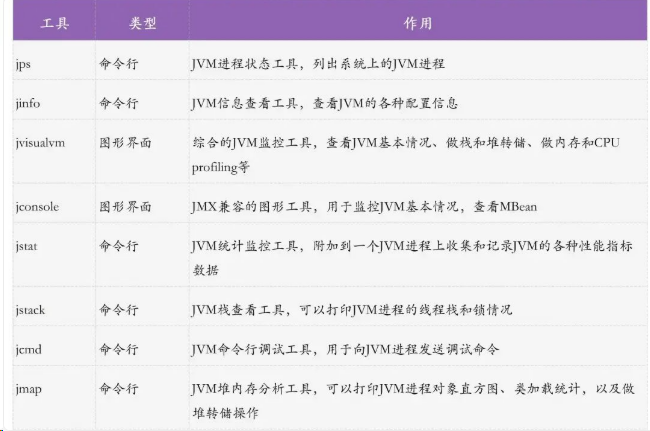 工具 类型 作用
jps 命令行 JVM进程状态工具，列出系统上的JVM进程
jinfo 命令行 JVM信息查看工具，查看JVM的各种配置信息
jvisualvm 图形界面 综合的JVM监控工具，查看JVM基本情况、做栈和堆转储、做内存和CPU
profiling等
jconsole 图形界面 JMX兼容的图形工具，用于监控JVM基本情况，查看MBean
jstat 命令行 JVM统计监控工具，附加到一个JVM进程上收集和记录JVM的各种性能指标
数据
jstack 命令行 JVM栈查看工具，可以打印JVM进程的线程栈和锁情况
jcmd 命令行 JVM命令行调试工具，用于向JVM进程发送调试命令
jmap 命令行 JVM堆内存分析工具，可以打印JVM进程对象直方图、类加载统计，以及做
堆转储操作